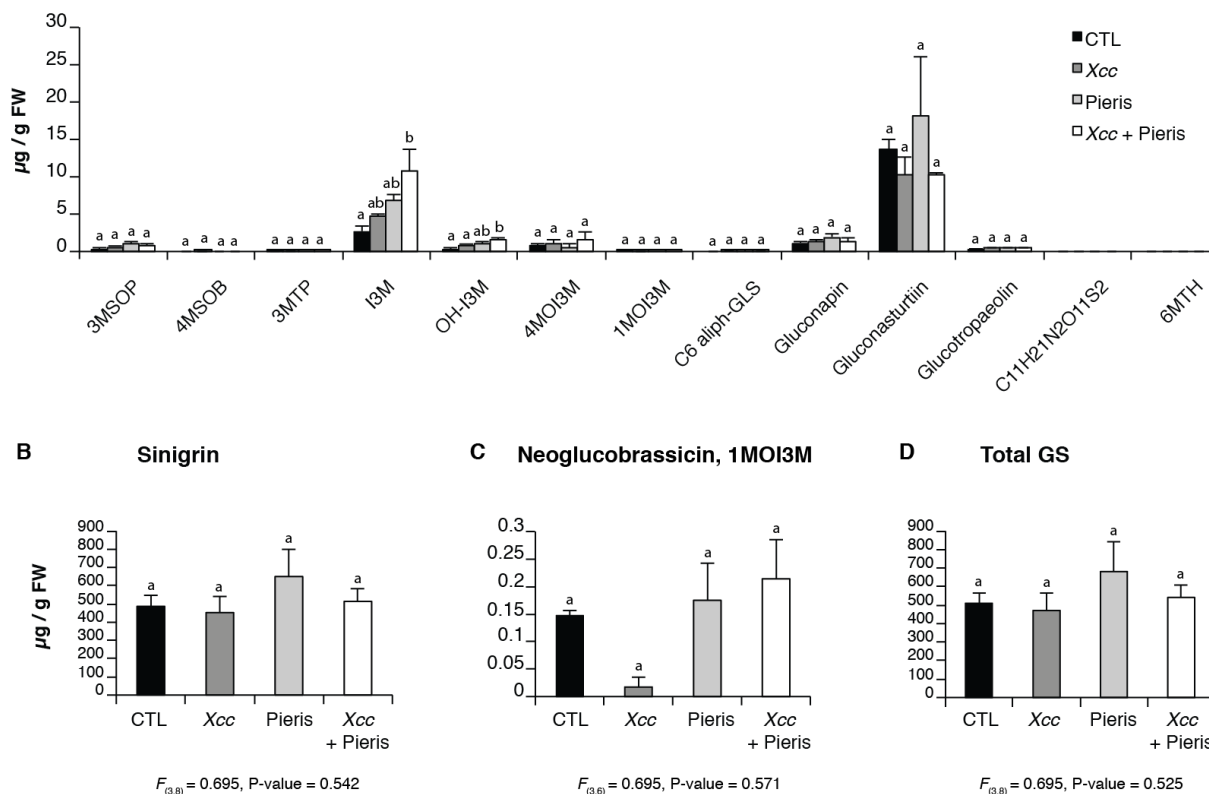 30
25
20
15
10
5
0
µg / g FW
CTL
Xcc
Pieris
Xcc + Pieris
a a a a
a a a a
a a a a
a ab ab b
a a ab b
a a a a
a a a a
a a a a
a a a a
a a a a
a a a a
3MSOP
4MSOB
3MTP
I3M
OH-I3M
4MOI3M
1MOI3M
C6 aliph-GLS
Gluconapin
Gluconasturtiin
Glucotropaeolin
C11H21N2O11S2
6MTH
B Sinigrin
900
800
700
600
500
400
300
200
100
0
µg / g FW
a a a a
CTL Xcc Pieris Xcc
+ Pieris
F(3.8) = 0.695, P-value = 0.542
C Neoglucobrassicin, 1MOI3M
0.3
0.25
0.2
0.15
0.1
0.05
0
a a a a
CTL Xcc Pieris Xcc
+ Pieris
F(3.6) = 0.695, P-value = 0.571
D Total GS
900
800
700
600
500
400
300
200
100
0
a a a a
CTL Xcc Pieris Xcc
+ Pieris
F(3.8) = 0.695, P-value = 0.525